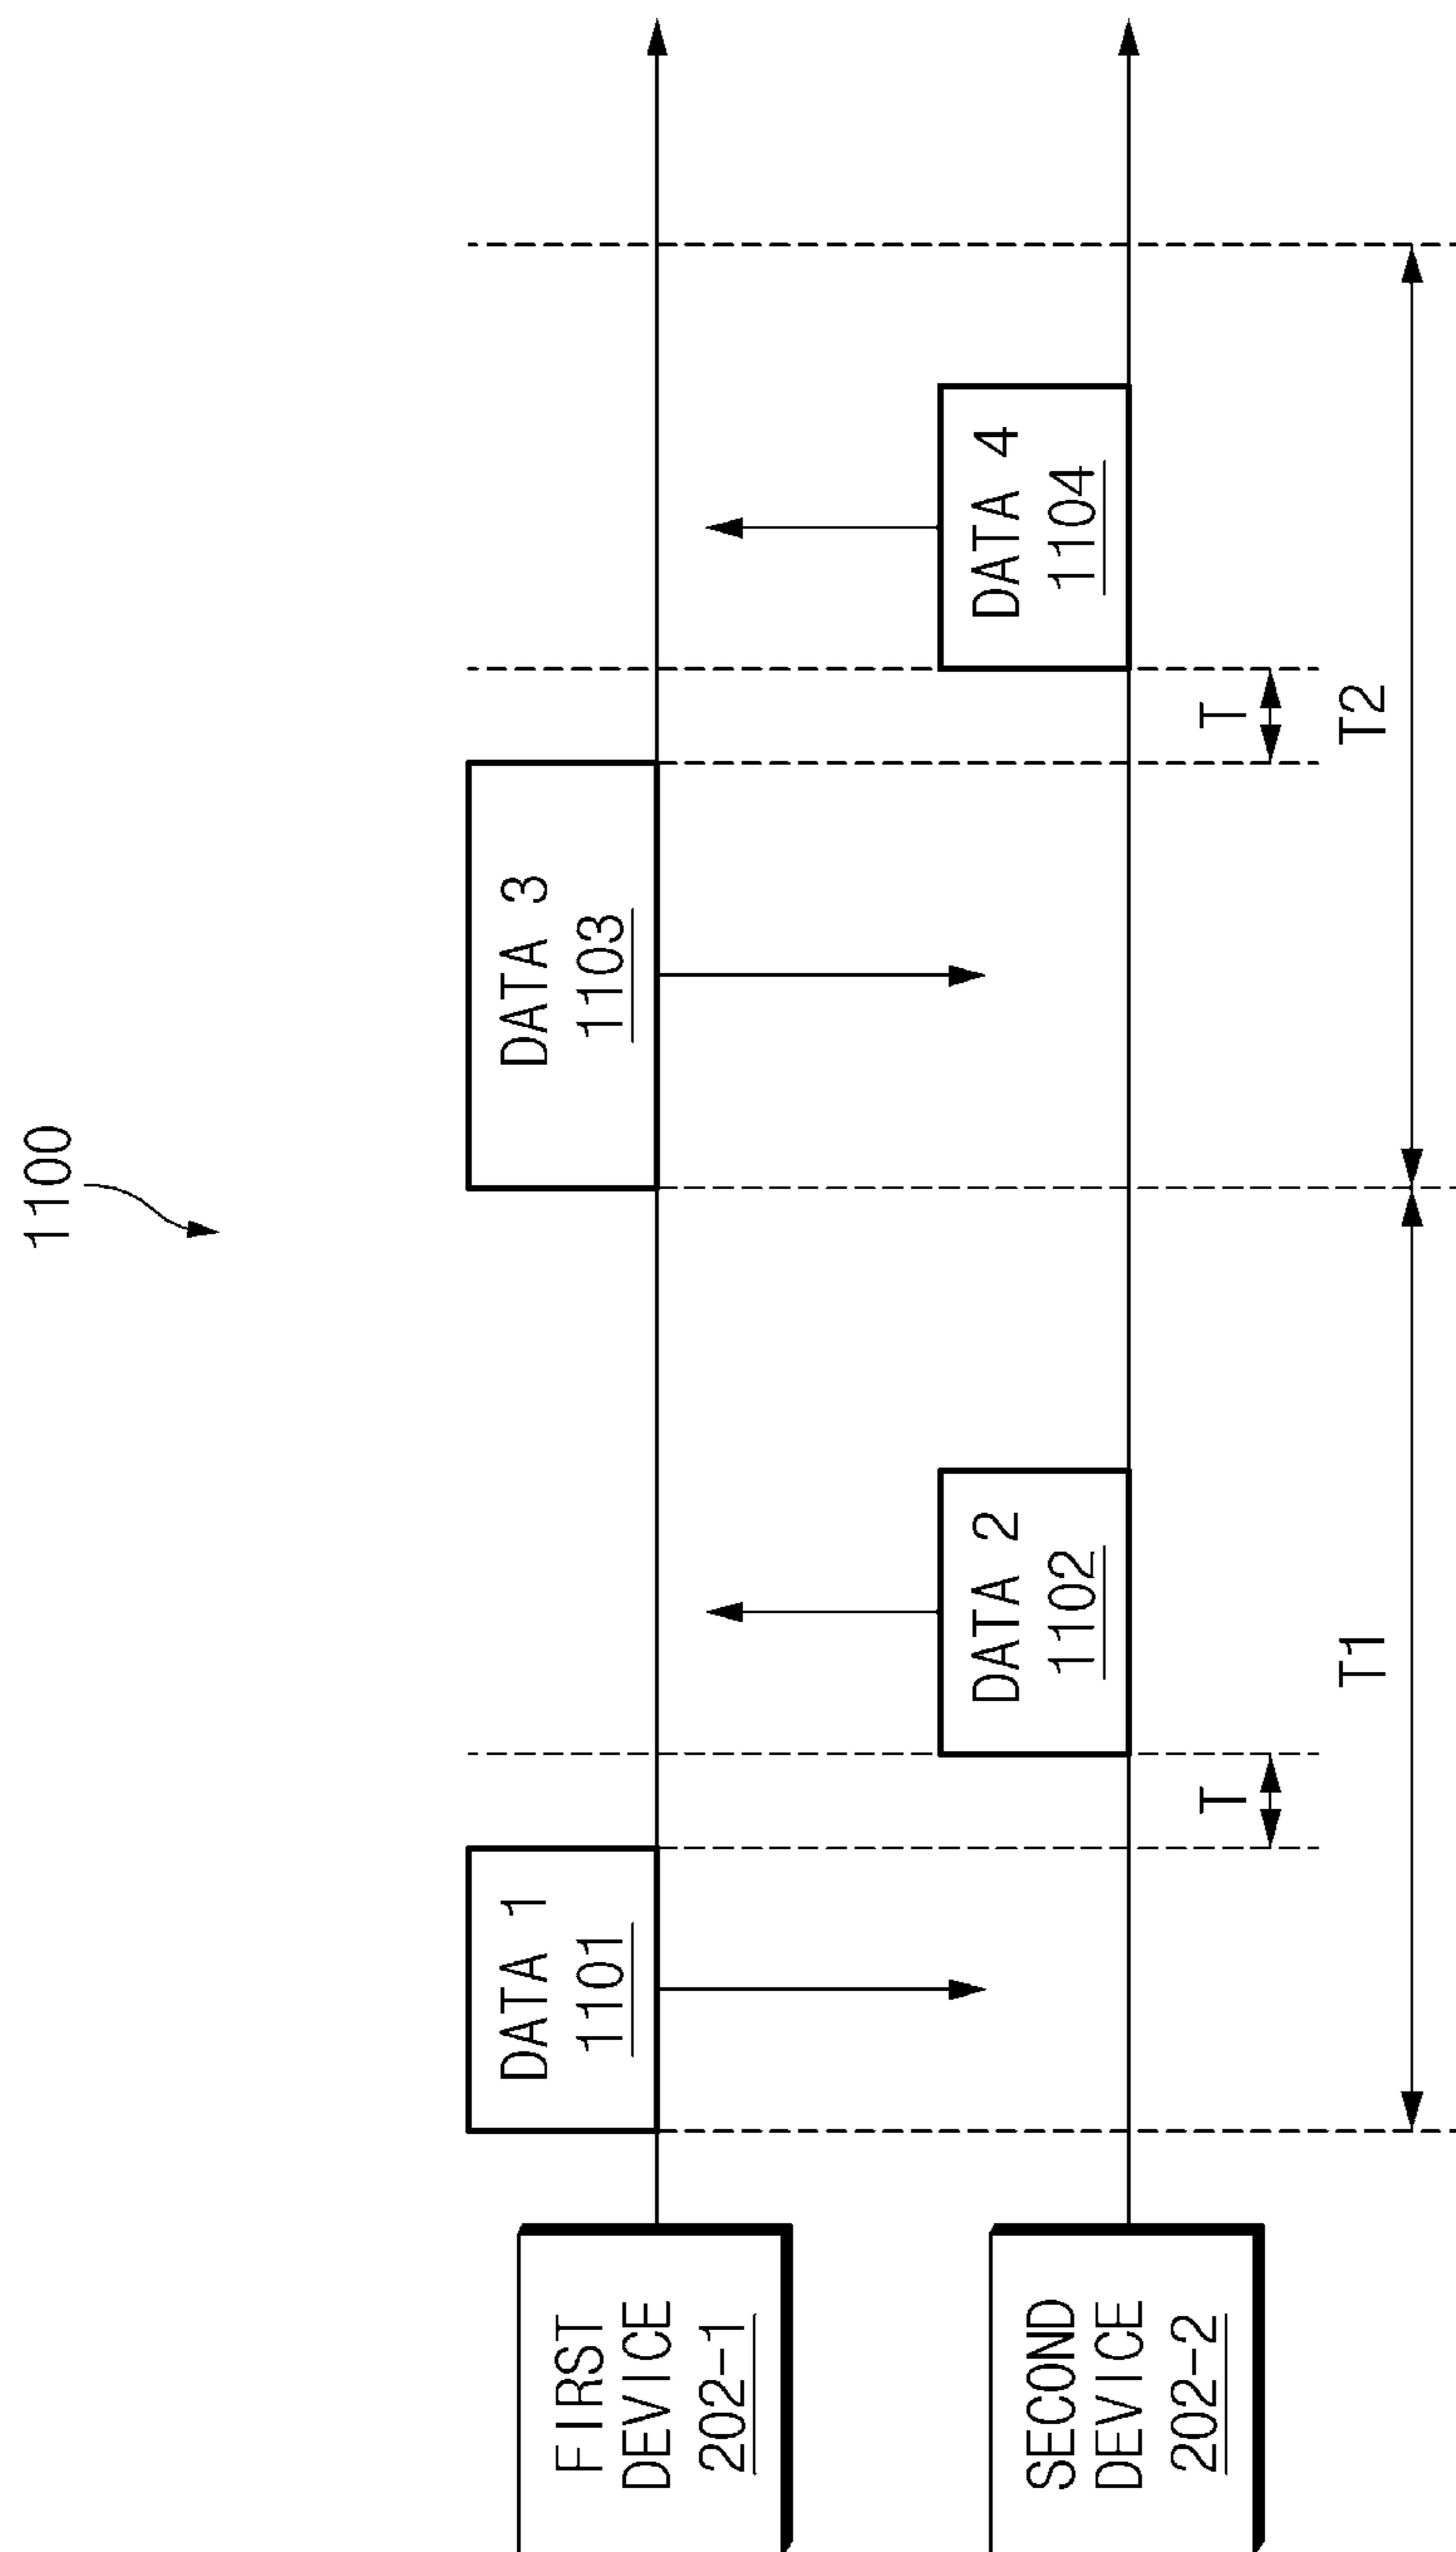 1100
DATA 1
1101
DATA 3
1103
FIRST
DEVICE
202-1
DATA 2
1102
DATA 4
1104
SECOND
DEVICE
202-2
T
T
T1
T2